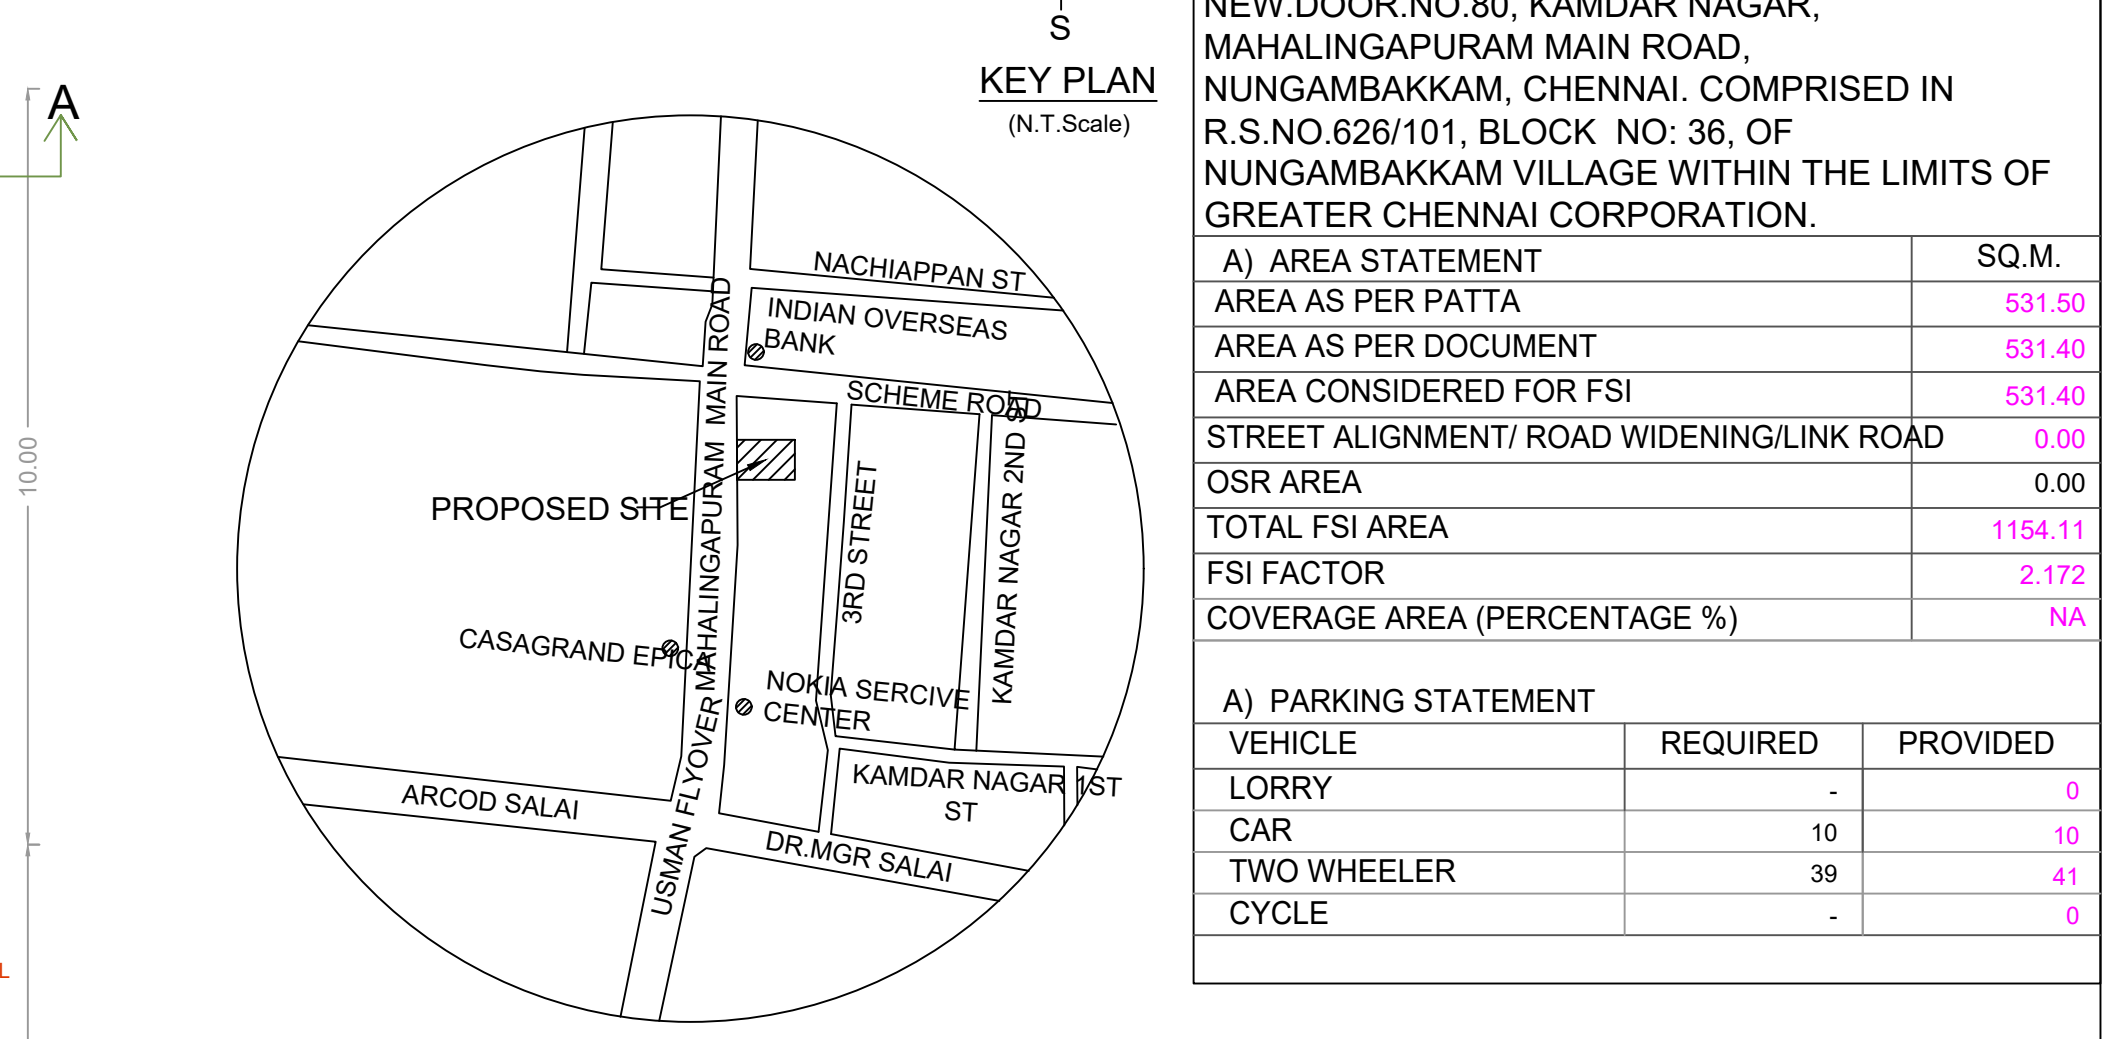 S
KEY PLAN
(N.T.Scale)
A
10.00
NACHIAPPAN ST
INDIAN OVERSEAS
BANK
SCHEME ROAD
MAHALINGAPURAM MAIN ROAD
PROPOSED SITE
3RD STREET
KAMDAR NAGAR 2ND ST
CASAGRAND EPICA
NOKIA SERCIVE
CENTER
USMAN FLYOVER
KAMDAR NAGAR 1ST
ST
ARCOD SALAI
DR.MGR SALAI
L
NEW.DOOR.NO.80, KAMDAR NAGAR,
MAHALINGAPURAM MAIN ROAD,
NUNGAMBAKKAM, CHENNAI. COMPRISED IN
R.S.NO.626/101, BLOCK NO: 36, OF
NUNGAMBAKKAM VILLAGE WITHIN THE LIMITS OF
GREATER CHENNAI CORPORATION.
A) AREA STATEMENT SQ.M.
AREA AS PER PATTA 531.50
AREA AS PER DOCUMENT 531.40
AREA CONSIDERED FOR FSI 531.40
STREET ALIGNMENT/ ROAD WIDENING/LINK ROAD 0.00
OSR AREA 0.00
TOTAL FSI AREA 1154.11
FSI FACTOR 2.172
COVERAGE AREA (PERCENTAGE %) NA
A) PARKING STATEMENT
VEHICLE REQUIRED PROVIDED
LORRY - 0
CAR 10 10
TWO WHEELER 39 41
CYCLE - 0